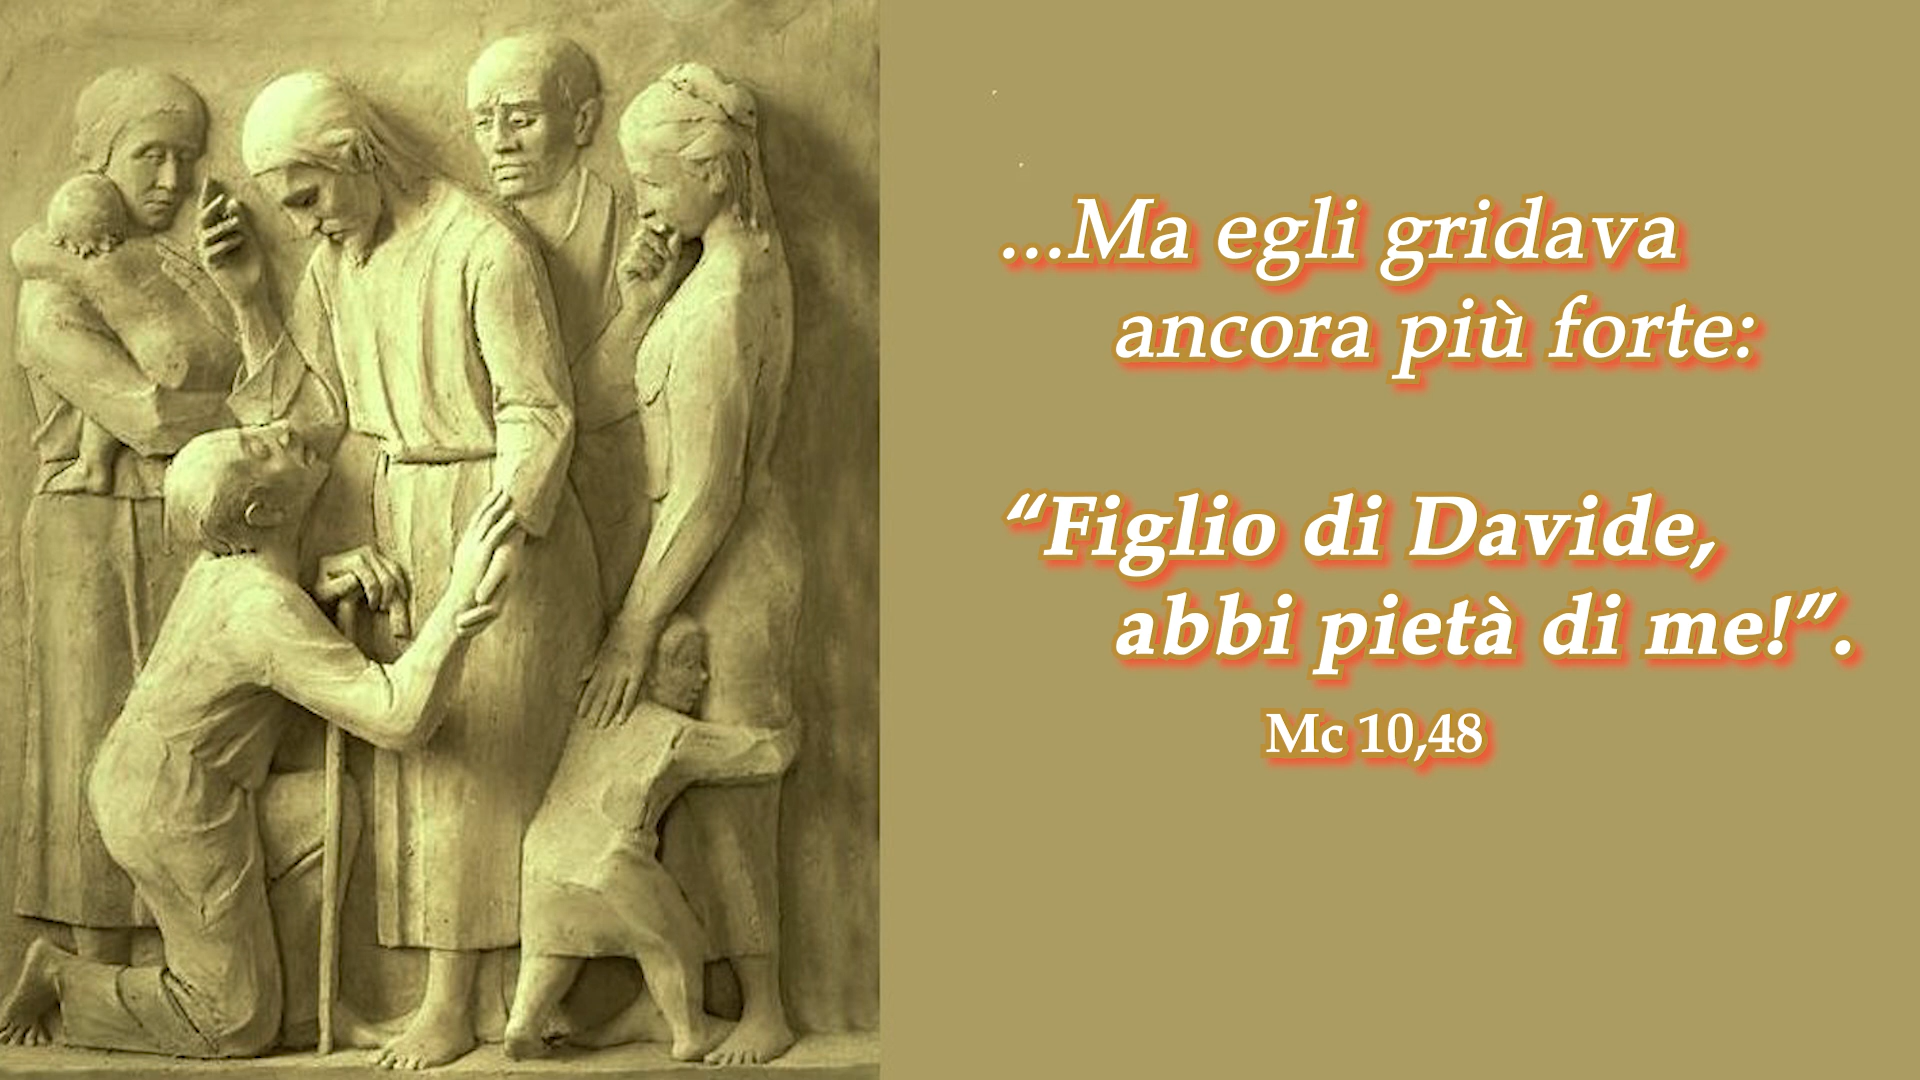 ...Ma egli gridava
ancora più forte:
“Figlio di Davide,
abbi pietà di me!”.
Mc 10,48